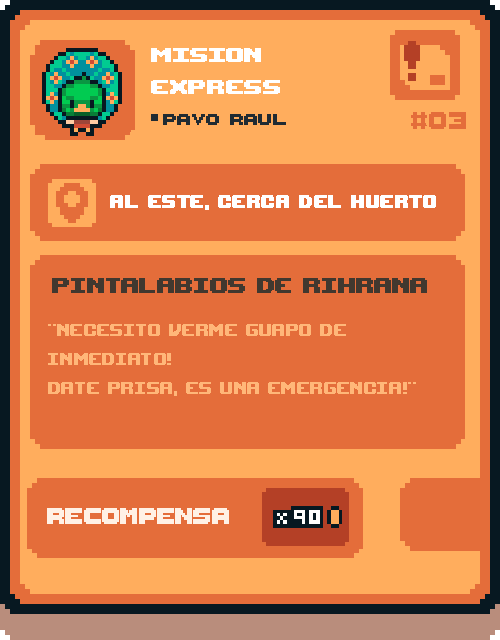 MISION
EXPRESS
PAVO RAUL
#03
AL ESTE, CERCA DEL HUERTO
PINTALABIOS DE RIHRANA
"NECESITO VERME GUAPO DE
INMEDIATO!
DATE PRISA, ES UNA EMERGENCIA!"
RECOMPENSA
x90